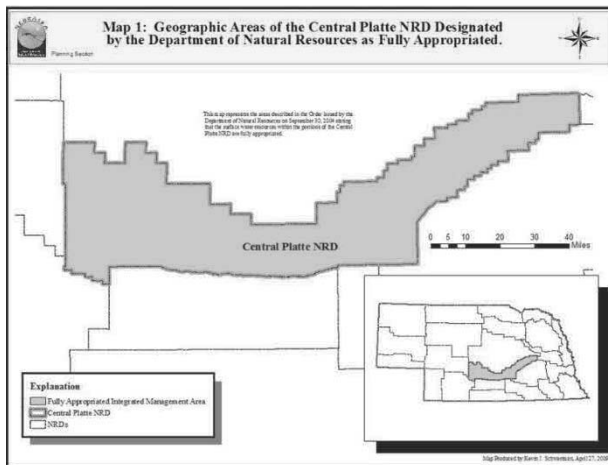 NEBRASKA
Map 1: Geographic Areas of the Central Platte NRD Designated
by the Department of Natural Resources as Fully Appropriated.
Planning Section
This map represents the areas described in the Order issued by the
Department of Natural Resources on September 30, 2004 stating
that the surface water resources within the portions of the Central
Platte NRD are fully appropriated.
Central Platte NRD
0 5 10 20 30 40
Miles
Explanation
Fully Appropriated Integrated Management Area
Central Platte NRD
NRDs
Map Produced by Kevin J. April 27, 2009